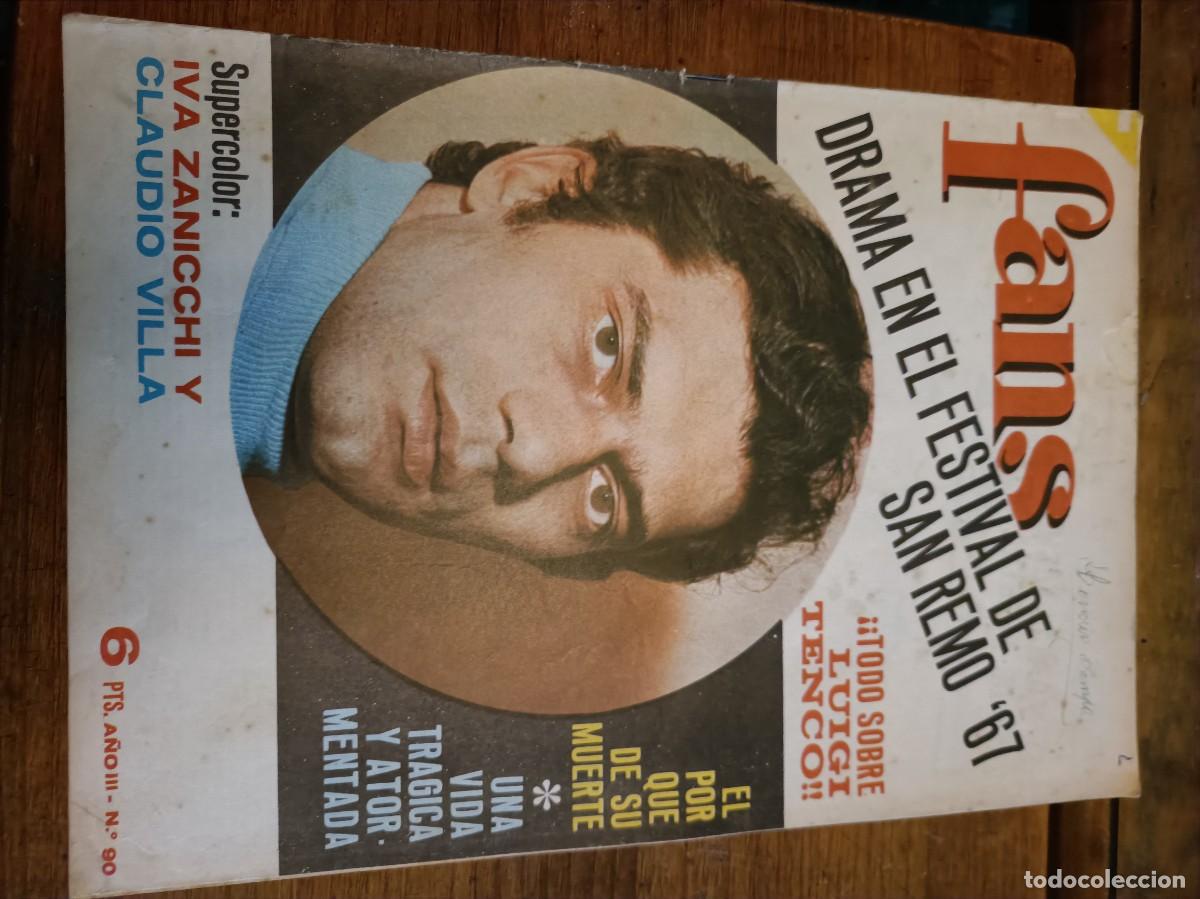 fans
DRAMA EN EL FESTIVAL DE
SAN REMO '67
¡¡TODO SOBRE
LUIGI
TENCO!!
EL
POR
QUE
DE SU
MUERTE
*
UNA
VIDA
TRAGICA
Y ATOR-
MENTADA
Supercolor:
IVA ZANICCHI Y
CLAUDIO VILLA
6 PTS. AÑO III - N.º 90
todocoleccion